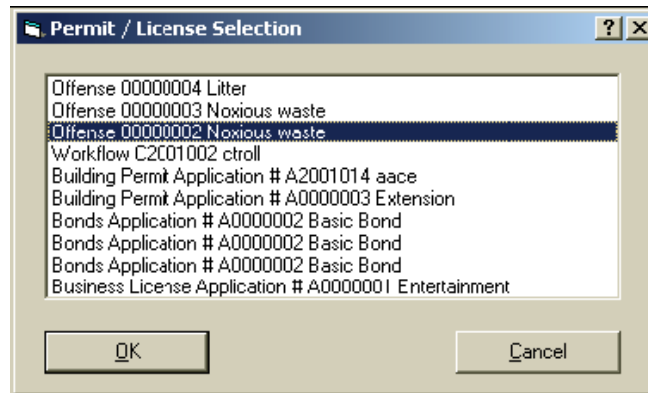 Permit / License Selection
Offense 00000004 Litter
Offense 00000003 Noxious waste
Offense 00000002 Noxious waste
Workflow C2001002 ctroll
Building Permit Application # A2001014 aace
Building Permit Application # A0000003 Extension
Bonds Application # A0000002 Basic Bond
Bonds Application # A0000002 Basic Bond
Bonds Application # A0000002 Basic Bond
Business License Application # A0000001 Entertainment
OK
Cancel